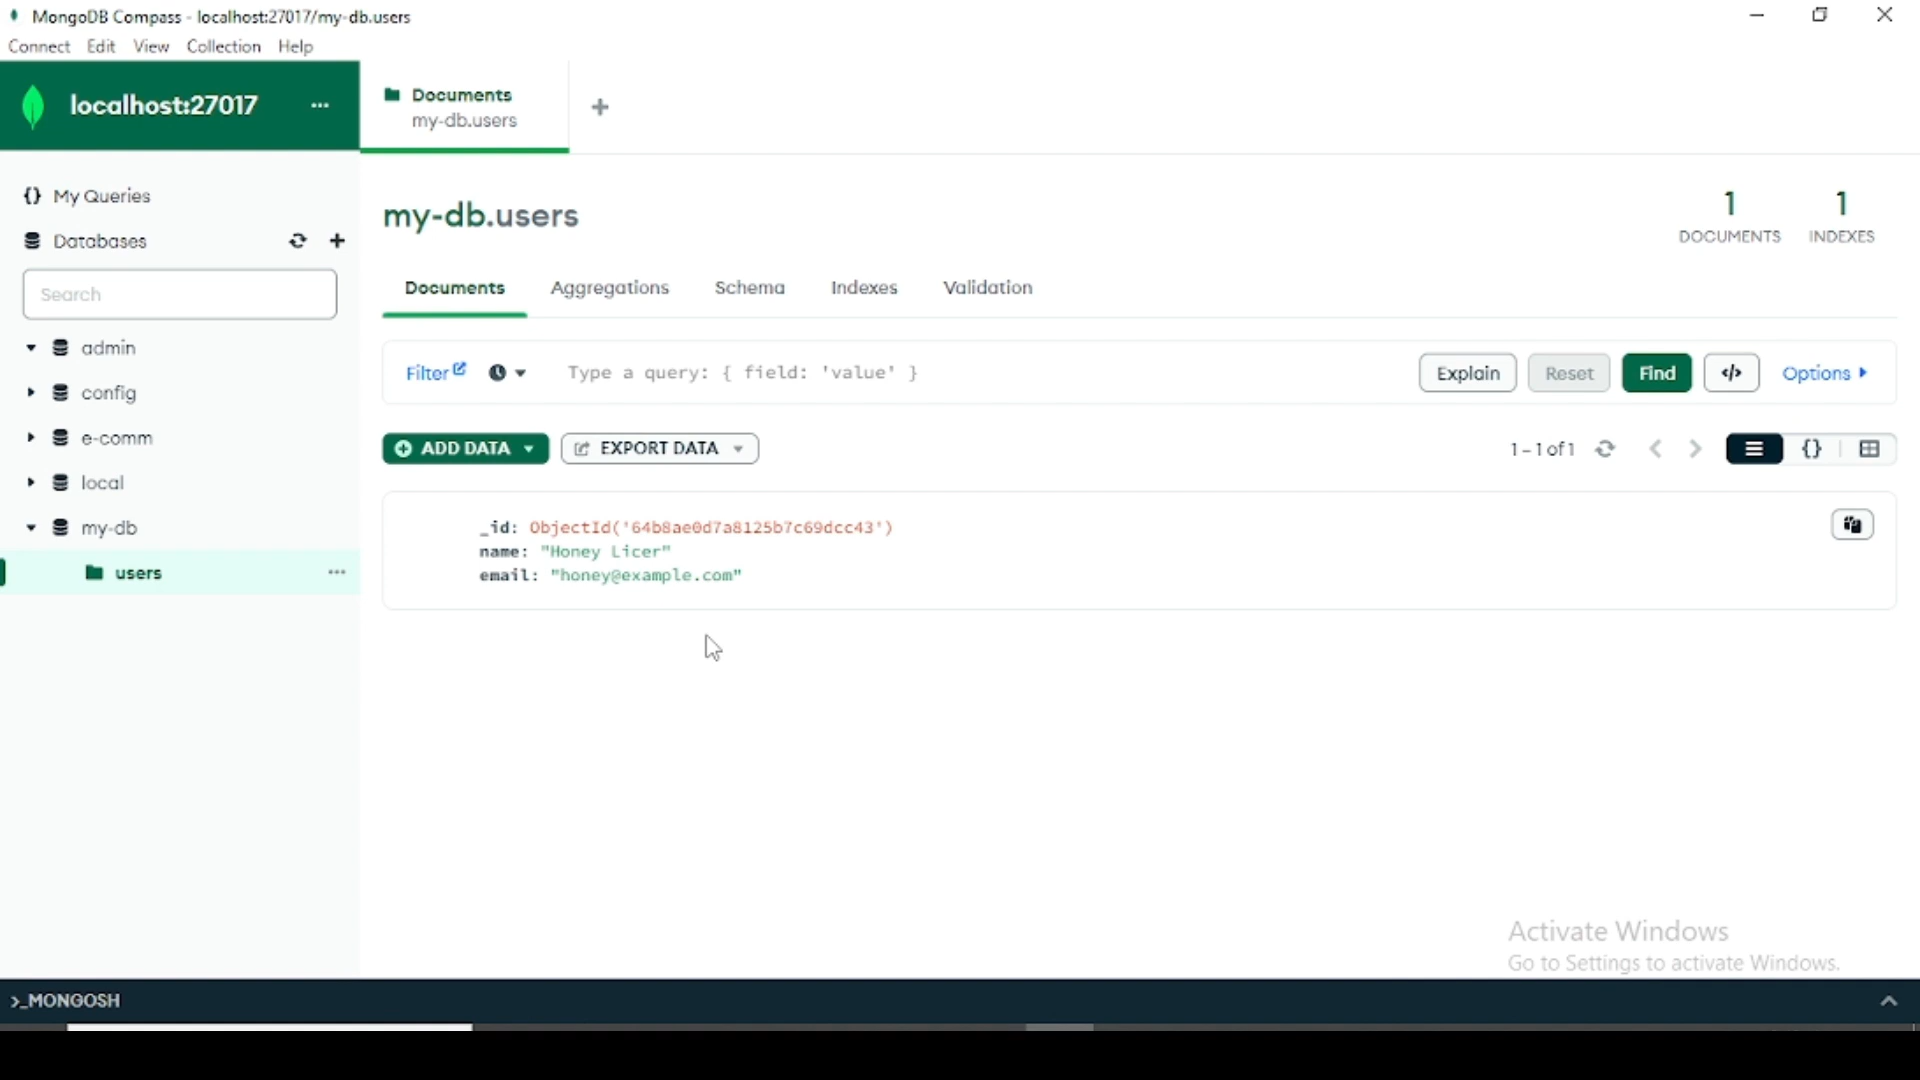 MongoDB Compass - localhost:27017/my-db.users
Connect Edit View Collection Help
localhost:27017 ...
Documents
my-db.users
+
{} My Queries
Databases +
Search
admin
config
e-comm
local
my-db
users ...
my-db.users
1 DOCUMENTS
1 INDEXES
Documents Aggregations Schema Indexes Validation
Filter Type a query: { field: 'value' } Explain Reset Find </> Options
ADD DATA EXPORT DATA 1 – 1 of 1 {}
_id: ObjectId('64b8ae0d7a8125b7c69dcc43')
name: "Honey Licer"
email: "honey@example.com"
Activate Windows
Go to Settings to activate Windows.
>_MONGOSH